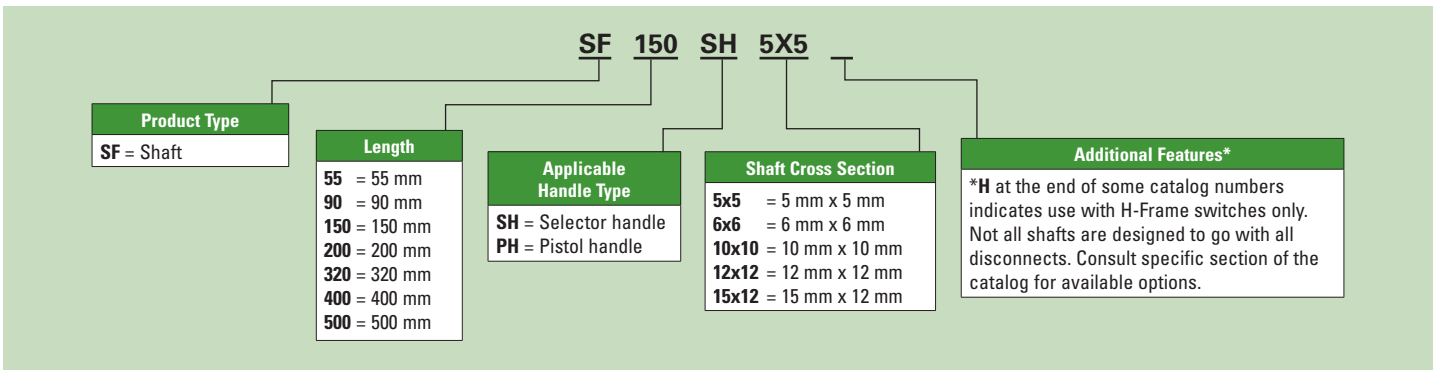 SF 150 SH 5X5 _
Product Type
SF = Shaft
Length
55 = 55 mm
90 = 90 mm
150 = 150 mm
200 = 200 mm
320 = 320 mm
400 = 400 mm
500 = 500 mm
Applicable
Handle Type
SH = Selector handle
PH = Pistol handle
Shaft Cross Section
5x5 = 5 mm x 5 mm
6x6 = 6 mm x 6 mm
10x10 = 10 mm x 10 mm
12x12 = 12 mm x 12 mm
15x12 = 15 mm x 12 mm
Additional Features*
*H at the end of some catalog numbers
indicates use with H-Frame switches only.
Not all shafts are designed to go with all
disconnects. Consult specific section of the
catalog for available options.